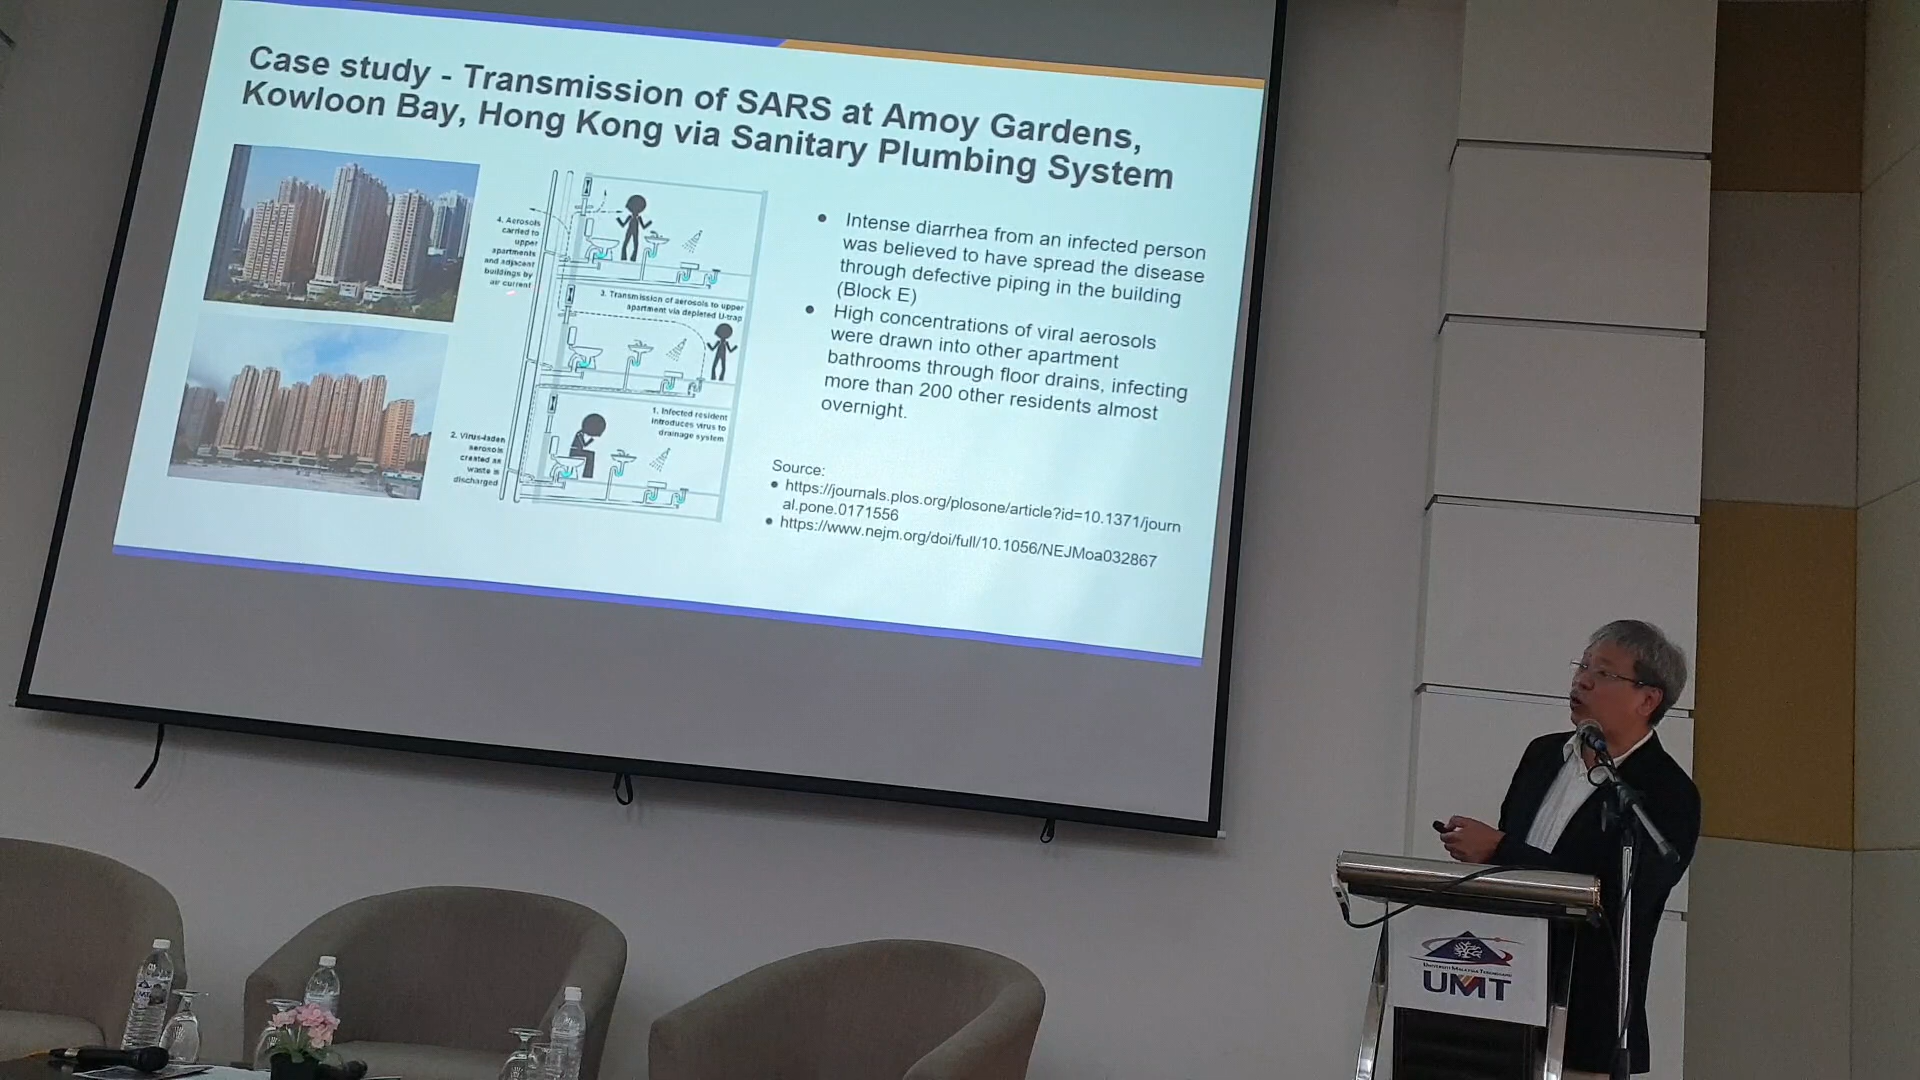 Case study - Transmission of SARS at Amoy Gardens,
Kowloon Bay, Hong Kong via Sanitary Plumbing System
4. Aerosols
carried to
upper
apartments
and adjacent
buildings by
air current
3. Transmission of aerosols to upper
apartment via depleted U-trap
1. Infected resident
introduces virus to
drainage system
2. Virus-laden
aerosols
created as
waste is
discharged
• Intense diarrhea from an infected person
was believed to have spread the disease
through defective piping in the building
(Block E)
• High concentrations of viral aerosols
were drawn into other apartment
bathrooms through floor drains, infecting
more than 200 other residents almost
overnight.
Source:
• https://journals.plos.org/plosone/article?id=10.1371/journ
al.pone.0171556
• https://www.nejm.org/doi/full/10.1056/NEJMoa032867
UNIVERSITI MALAYSIA TERENGGANU
UMT